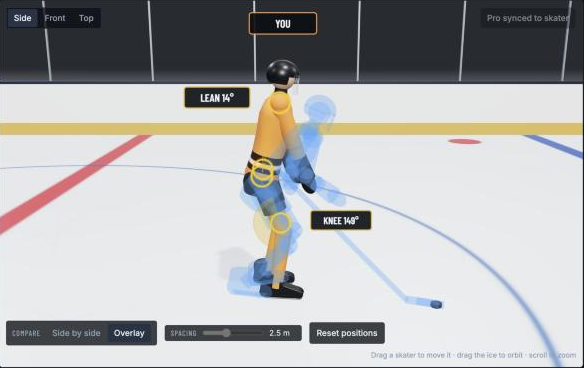 Side Front Top
YOU
Pro synced to skater
LEAN 14°
KNEE 149°
COMPARE Side by side Overlay
SPACING 2.5 m
Reset positions
Drag a skater to move it · drag the ice to orbit · scroll to zoom